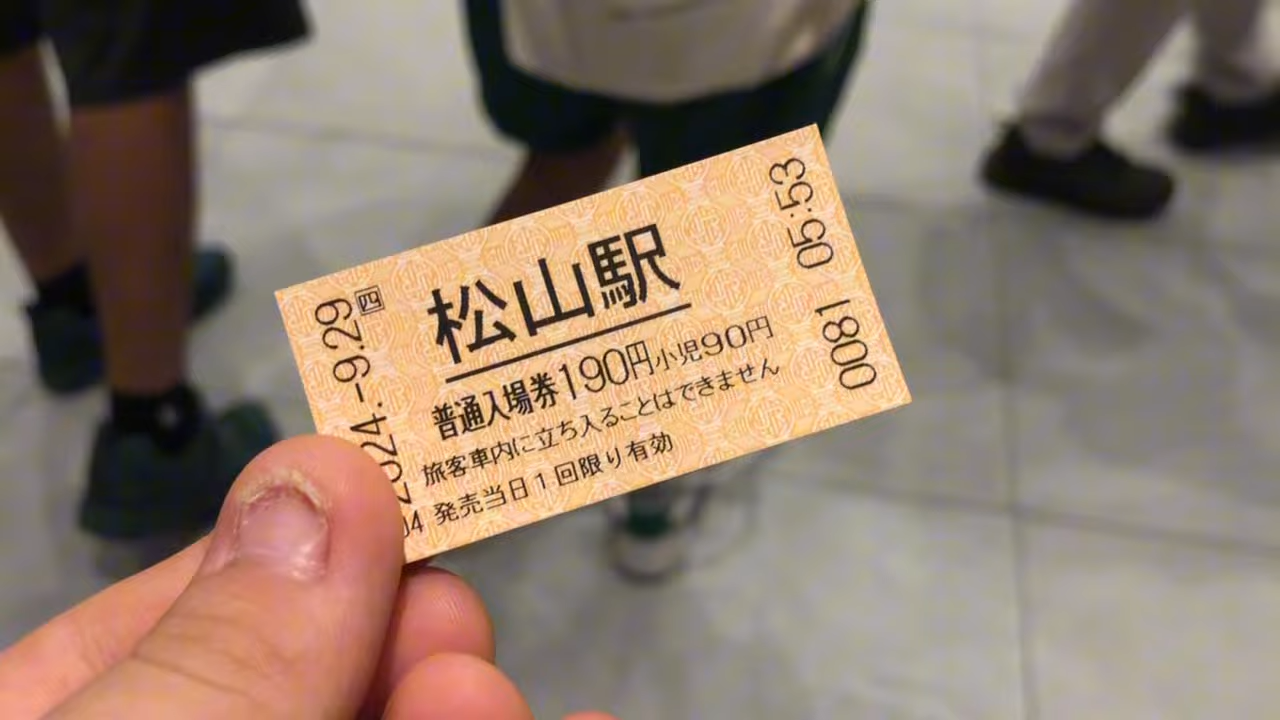 2024.-9.29
四
松山駅
普通入場券190円小児90円
旅客車内に立ち入ることはできません
発売当日1回限り有効
04
0081 05:53